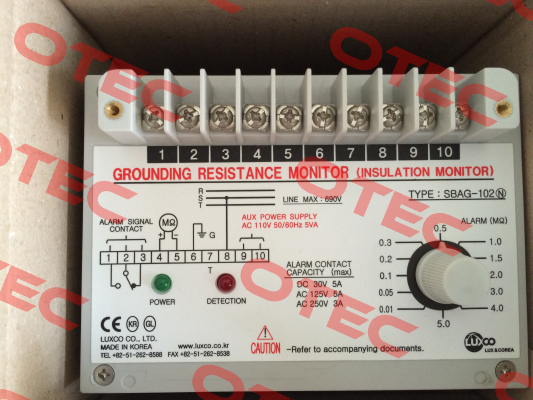 OTEC
OTEC
OTEC
OTEC
OTEC
OTEC
OTEC
1 2 3 4 5 6 7 8 9 10
GROUNDING RESISTANCE MONITOR (INSULATION MONITOR)
TYPE : SBAG-102 Ⓝ
R
S
T
LINE MAX : 690V
ALARM SIGNAL
CONTACT
MΩ
+ -
G
AUX POWER SUPPLY
AC 110V 50/60Hz 5VA
1 2 3 4 5 6 7 8 9 10
T
POWER
DETECTION
ALARM CONTACT
CAPACITY (max)
DC 30V 5A
AC 125V 5A
AC 250V 3A
ALARM (MΩ)
0.5
0.3 1.0
0.2 1.5
0.1 2.0
0.05 3.0
0.01 4.0
5.0
CE KR GL
LUXCO CO., LTD.
MADE IN KOREA
www.luxco.co.kr
TEL +82-51-262-8588 FAX +82-51-262-8538
CAUTION
-Refer to accompanying documents.
LUXCO
LUX & KOREA